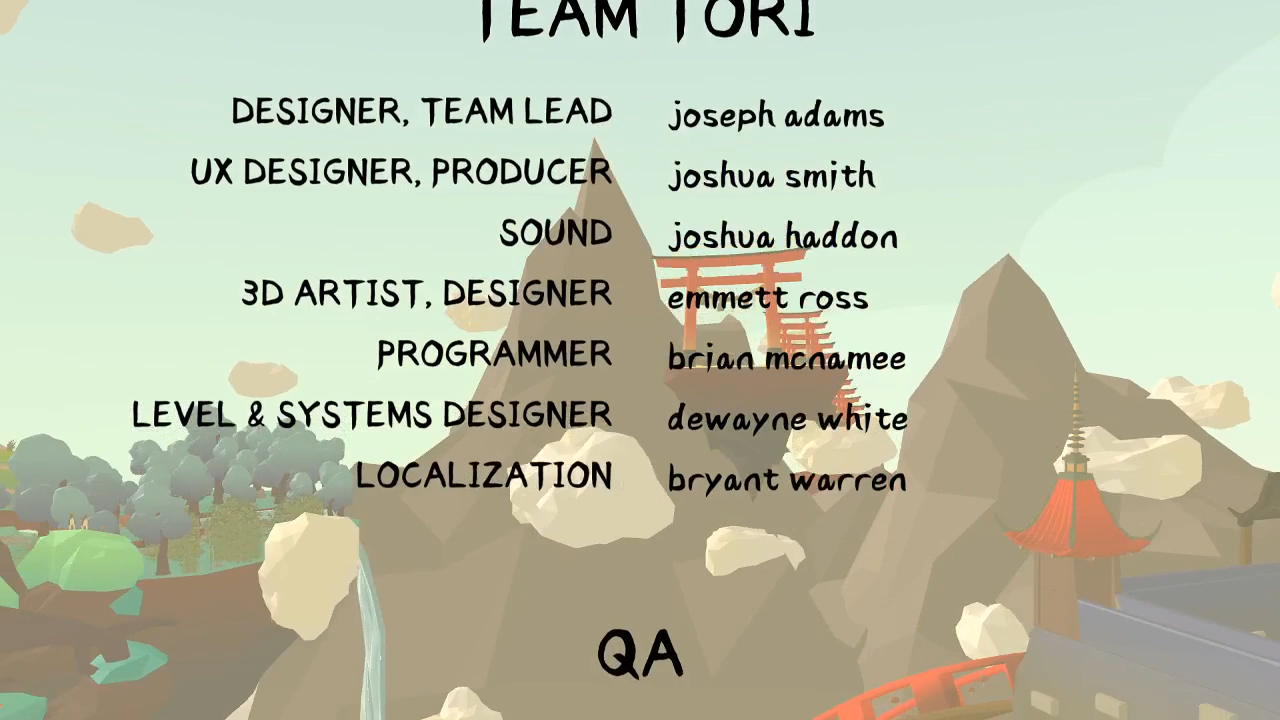 TEAM TORI
DESIGNER, TEAM LEAD joseph adams
UX DESIGNER, PRODUCER joshua smith
SOUND joshua haddon
3D ARTIST, DESIGNER emmett ross
PROGRAMMER brian mcnamee
LEVEL & SYSTEMS DESIGNER dewayne white
LOCALIZATION bryant warren
QA